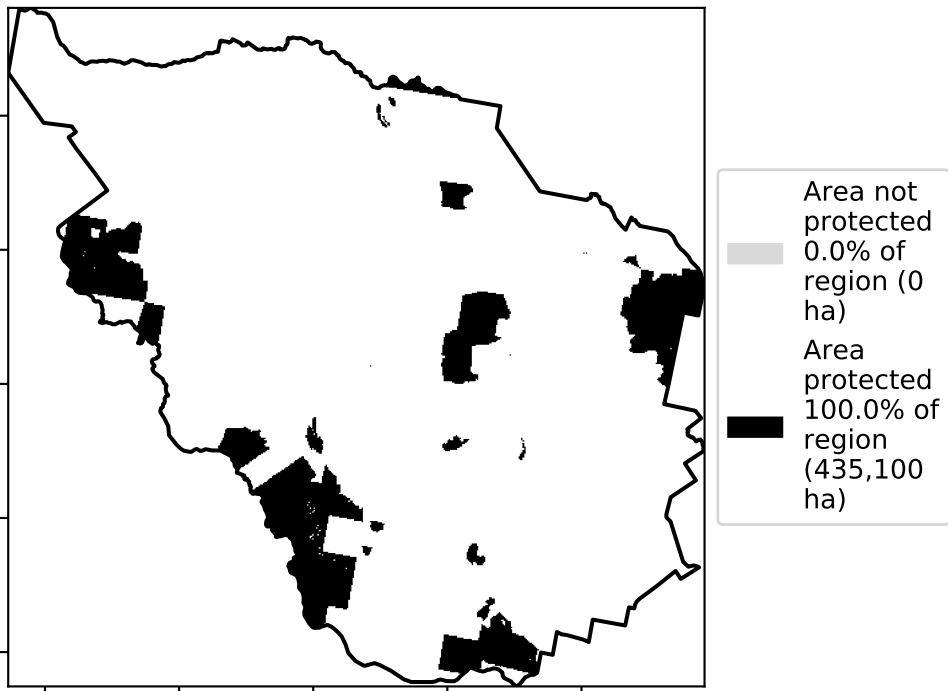 Area not
protected
0.0% of
region (0
ha)
Area
protected
100.0% of
region
(435,100
ha)